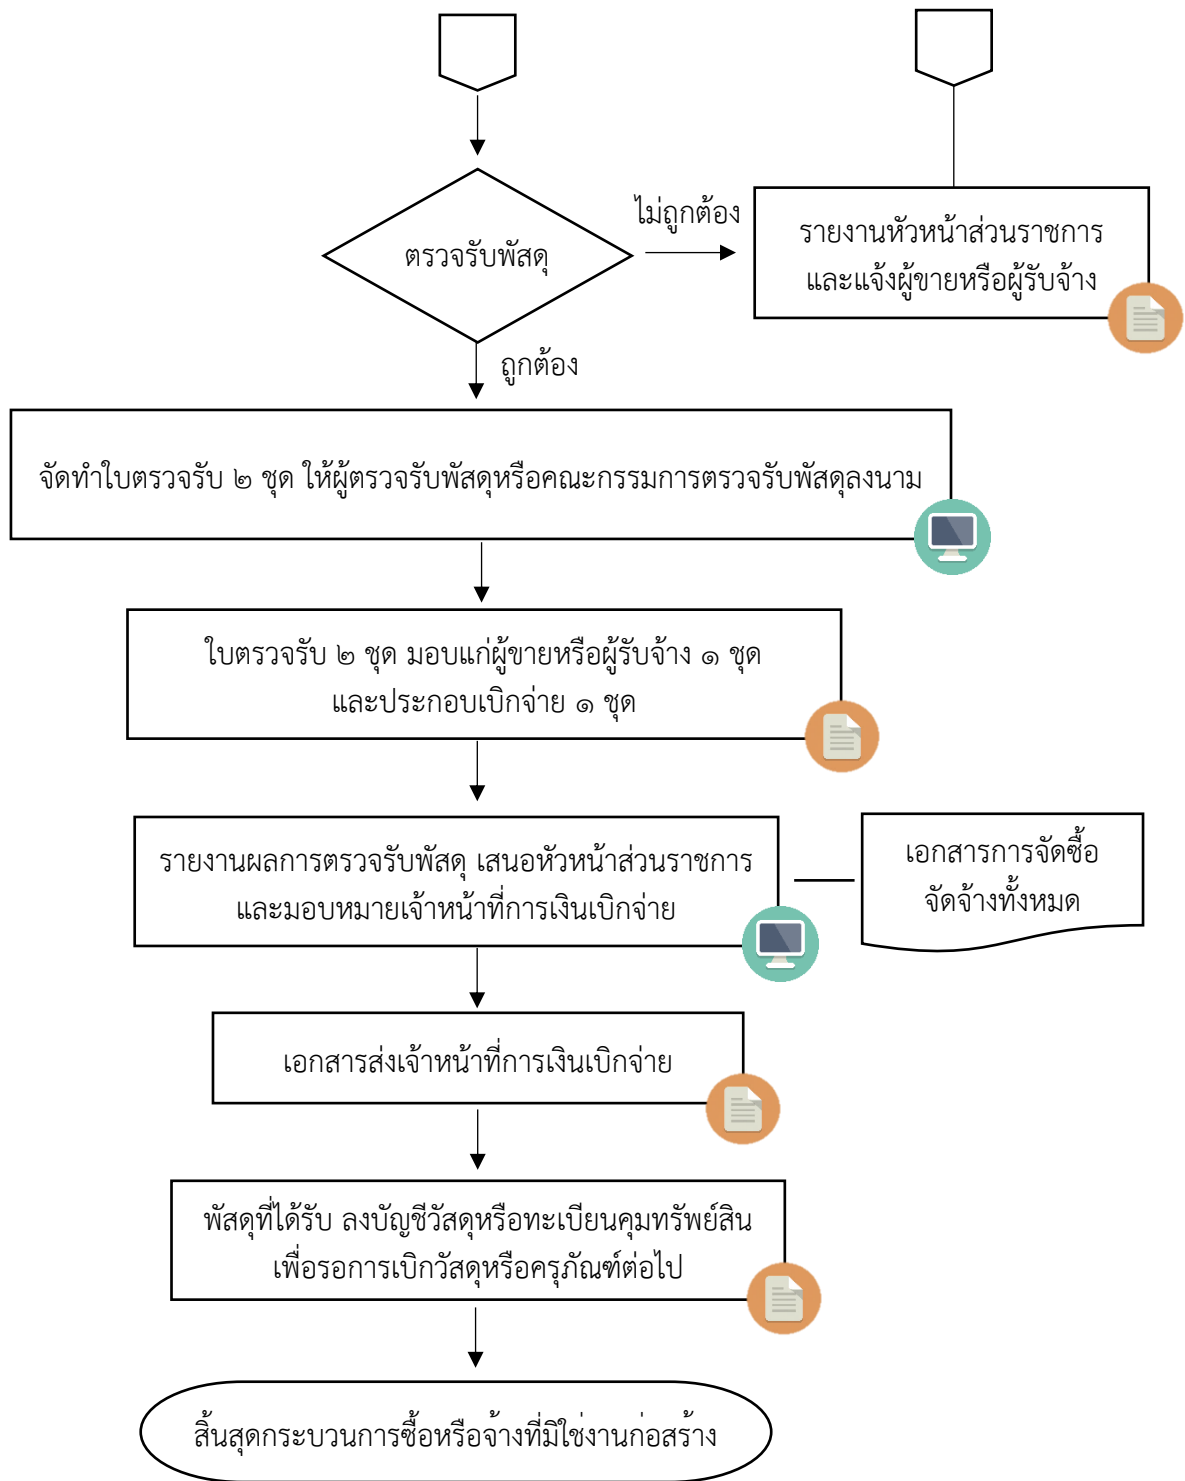 ตรวจรับพัสดุ
ไม่ถูกต้อง
รายงานหัวหน้าส่วนราชการ
และแจ้งผู้ขายหรือผู้รับจ้าง
ถูกต้อง
จัดทำใบตรวจรับ ๒ ชุด ให้ผู้ตรวจรับพัสดุหรือคณะกรรมการตรวจรับพัสดุลงนาม
ใบตรวจรับ ๒ ชุด มอบแก่ผู้ขายหรือผู้รับจ้าง ๑ ชุด
และประกอบเบิกจ่าย ๑ ชุด
รายงานผลการตรวจรับพัสดุ เสนอหัวหน้าส่วนราชการ
และมอบหมายเจ้าหน้าที่การเงินเบิกจ่าย
เอกสารการจัดซื้อ
จัดจ้างทั้งหมด
เอกสารส่งเจ้าหน้าที่การเงินเบิกจ่าย
พัสดุที่ได้รับ ลงบัญชีวัสดุหรือทะเบียนคุมทรัพย์สิน
เพื่อรอการเบิกวัสดุหรือครุภัณฑ์ต่อไป
สิ้นสุดกระบวนการซื้อหรือจ้างที่มิใช่งานก่อสร้าง